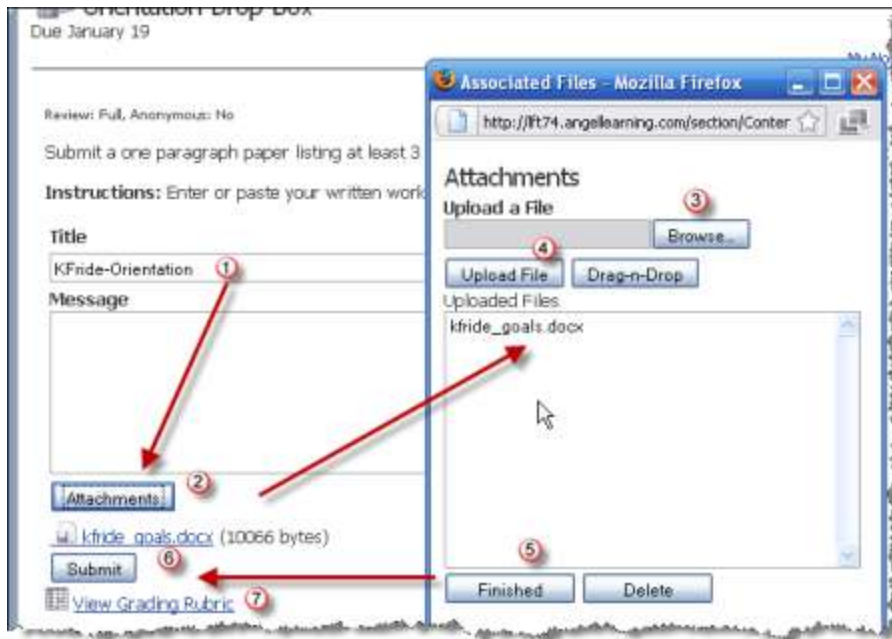 Orientation Drop Box
Due January 19
Review: Full, Anonymous: No
Submit a one paragraph paper listing at least 3
Instructions: Enter or paste your written work
Title
KFride-Orientation
1
Message
2
Attachments
kfride_goals.docx (10066 bytes)
6
Submit
View Grading Rubric
7
Associated Files - Mozilla Firefox
http://lft74.angellearning.com/section/Conter
Attachments
Upload a File
3
Browse...
4
Upload File
Drag-n-Drop
Uploaded Files
kfride_goals.docx
5
Finished
Delete